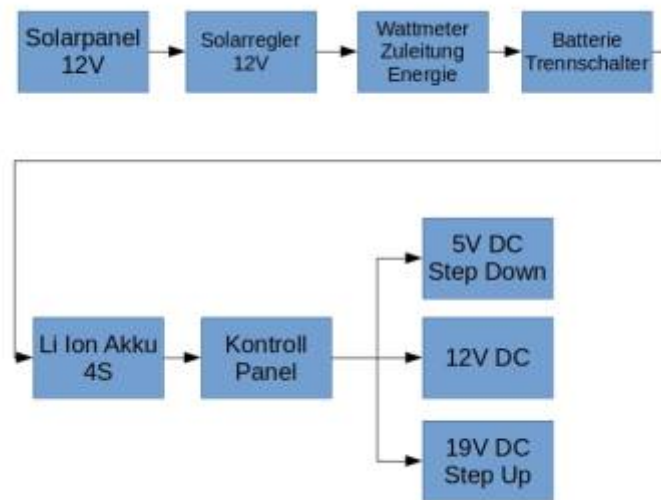 Solarpanel
12V
Solarregler
12V
Wattmeter
Zuleitung
Energie
Batterie
Trennschalter
Li Ion Akku
4S
Kontroll
Panel
5V DC
Step Down
12V DC
19V DC
Step Up